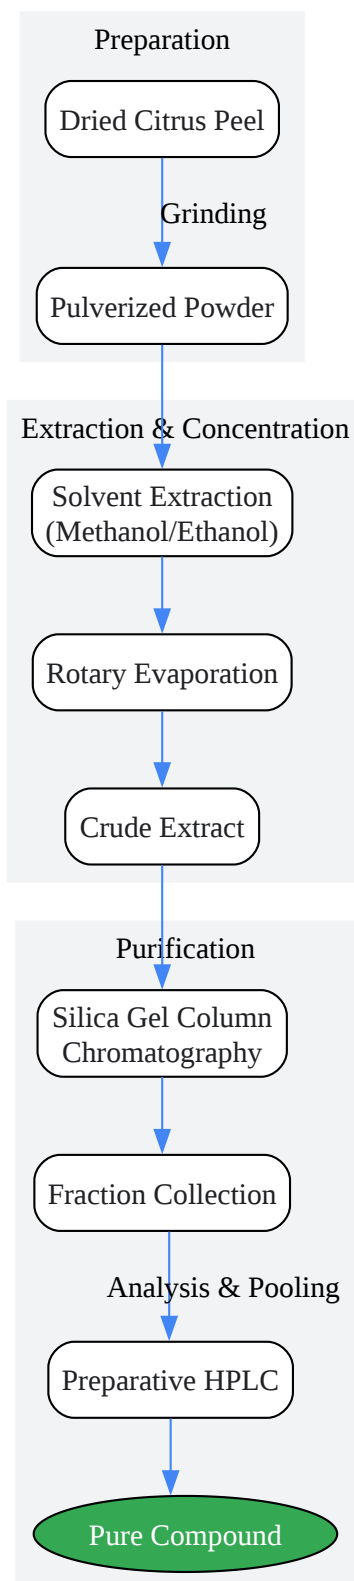 Preparation
Dried Citrus Peel
Grinding
Pulverized Powder
Extraction & Concentration
Solvent Extraction
(Methanol/Ethanol)
Rotary Evaporation
Crude Extract
Purification
Silica Gel Column
Chromatography
Fraction Collection
Analysis & Pooling
Preparative HPLC
Pure Compound